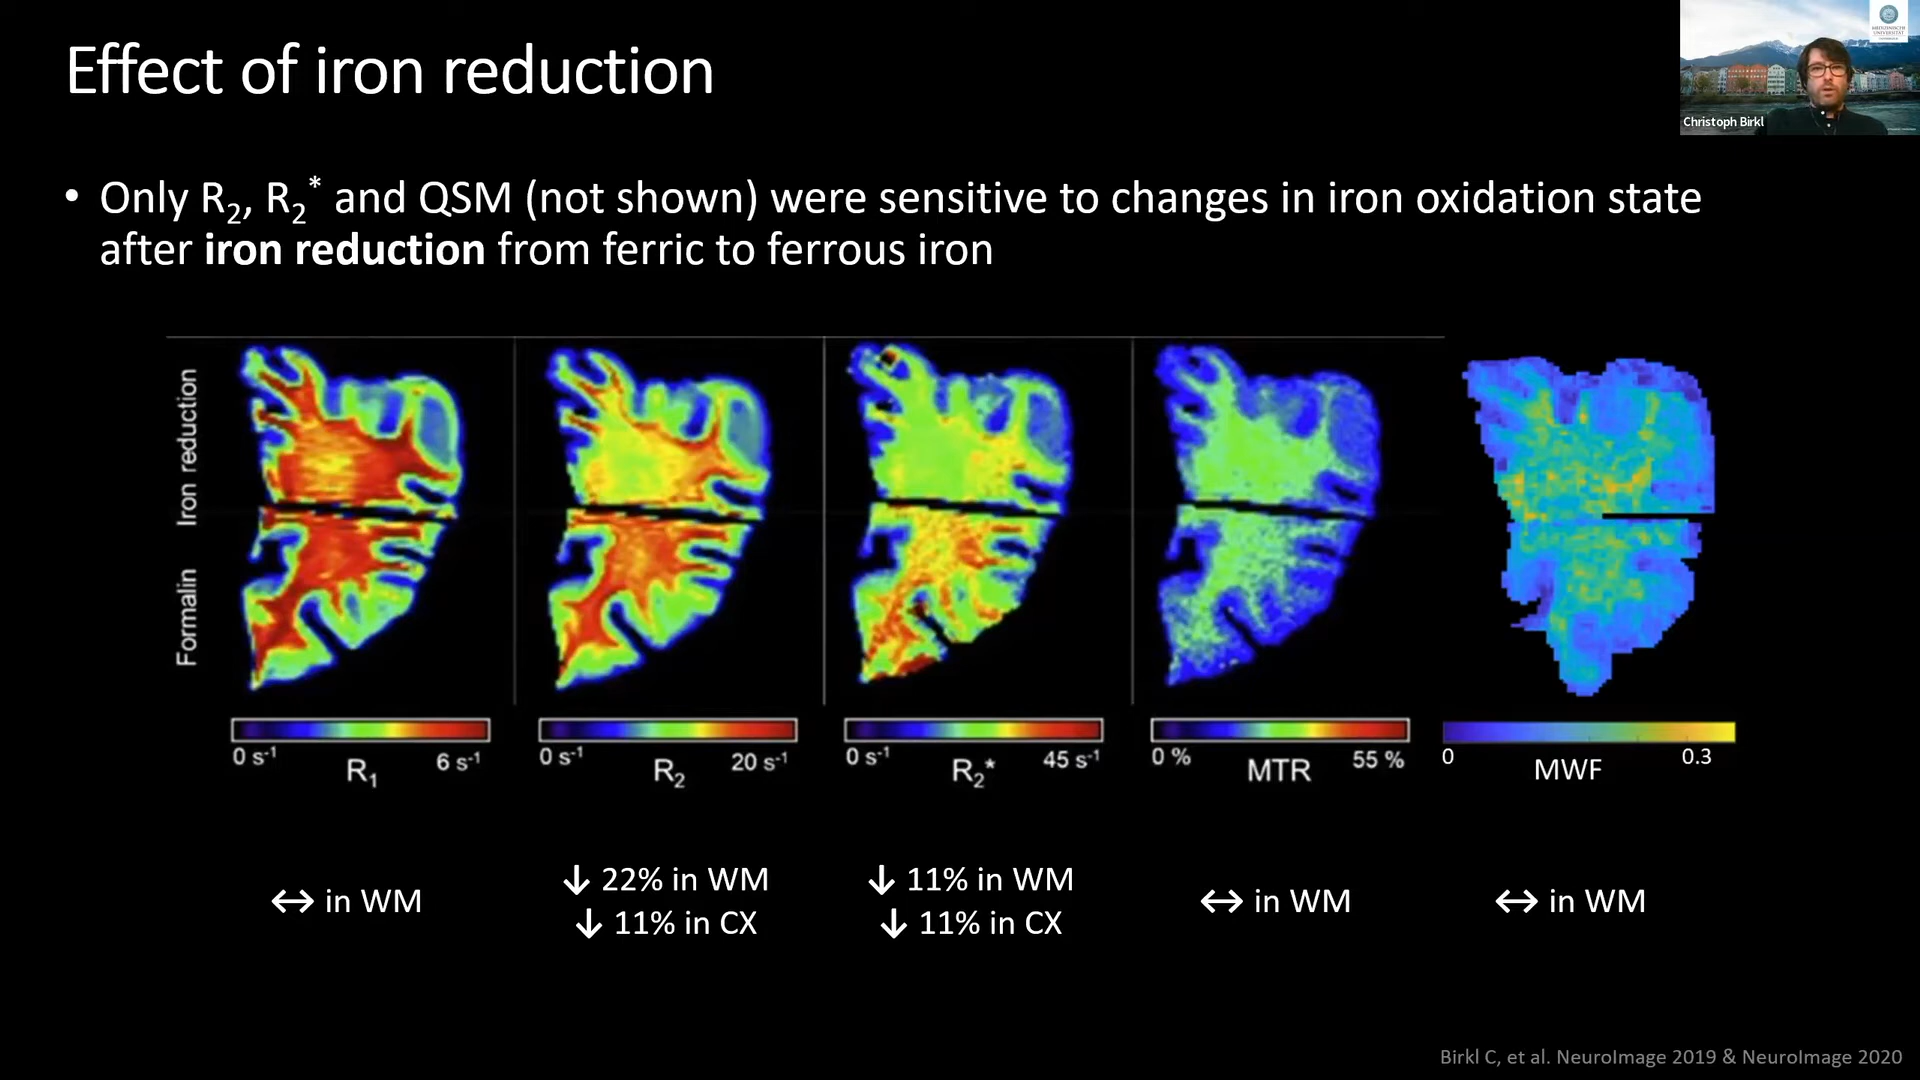 Effect of iron reduction
Christoph Birkl
• Only R₂, R₂* and QSM (not shown) were sensitive to changes in iron oxidation state
after iron reduction from ferric to ferrous iron
Iron reduction
Formalin
0 s⁻¹ 6 s⁻¹
R₁
0 s⁻¹ 20 s⁻¹
R₂
0 s⁻¹ 45 s⁻¹
R₂*
0 % 55 %
MTR
0 0.3
MWF
↔ in WM
↓ 22% in WM
↓ 11% in CX
↓ 11% in WM
↓ 11% in CX
↔ in WM
↔ in WM
Birkl C, et al. NeuroImage 2019 & NeuroImage 2020